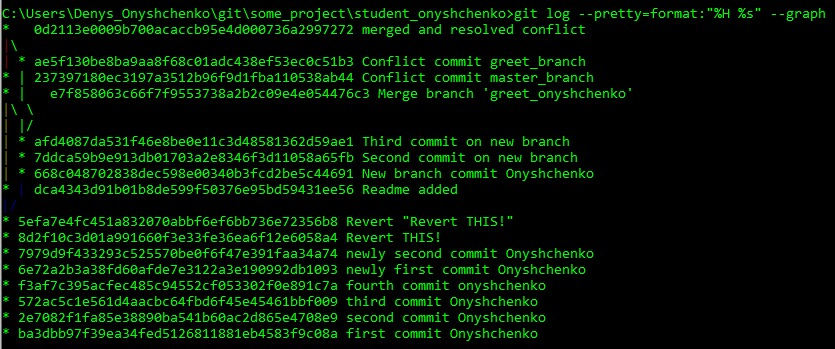 C:\Users\Denys_Onyshchenko\git\some_project\student_onyshchenko>git log --pretty=format:"%H %s" --graph
*   0d2113e0009b700acaccb95e4d000736a2997272 merged and resolved conflict
|\
| * ae5f130be8ba9aa8f68c01adc438ef53ec0c51b3 Conflict commit greet_branch
* | 237397180ec3197a3512b96f9d1fba110538ab44 Conflict commit master_branch
* |   e7f858063c66f7f9553738a2b2c09e4e054476c3 Merge branch 'greet_onyshchenko'
|\ \
| |/
| * afd4087da531f46e8be0e11c3d48581362d59ae1 Third commit on new branch
| * 7ddca59b9e913db01703a2e8346f3d11058a65fb Second commit on new branch
| * 668c048702838dec598e00340b3fcd2be5c44691 New branch commit Onyshchenko
* | dca4343d91b01b8de599f50376e95bd59431ee56 Readme added
|/
* 5efa7e4fc451a832070abbf6ef6bb736e72356b8 Revert "Revert THIS!"
* 8d2f10c3d01a991660f3e33fe36ea6f12e6058a4 Revert THIS!
* 7979d9f433293c525570be0f6f47e391faa34a74 newly second commit Onyshchenko
* 6e72a2b3a38fd60afde7e3122a3e190992db1093 newly first commit Onyshchenko
* f3af7c395acfec485c94552cf053302f0e891c7a fourth commit onyshchenko
* 572ac5c1e561d4aacbc64fbd6f45e45461bbf009 third commit Onyshchenko
* 2e7082f1fa85e38890ba541b60ac2d865e4708e9 second commit Onyshchenko
* ba3dbb97f39ea34fed5126811881eb4583f9c08a first commit Onyshchenko